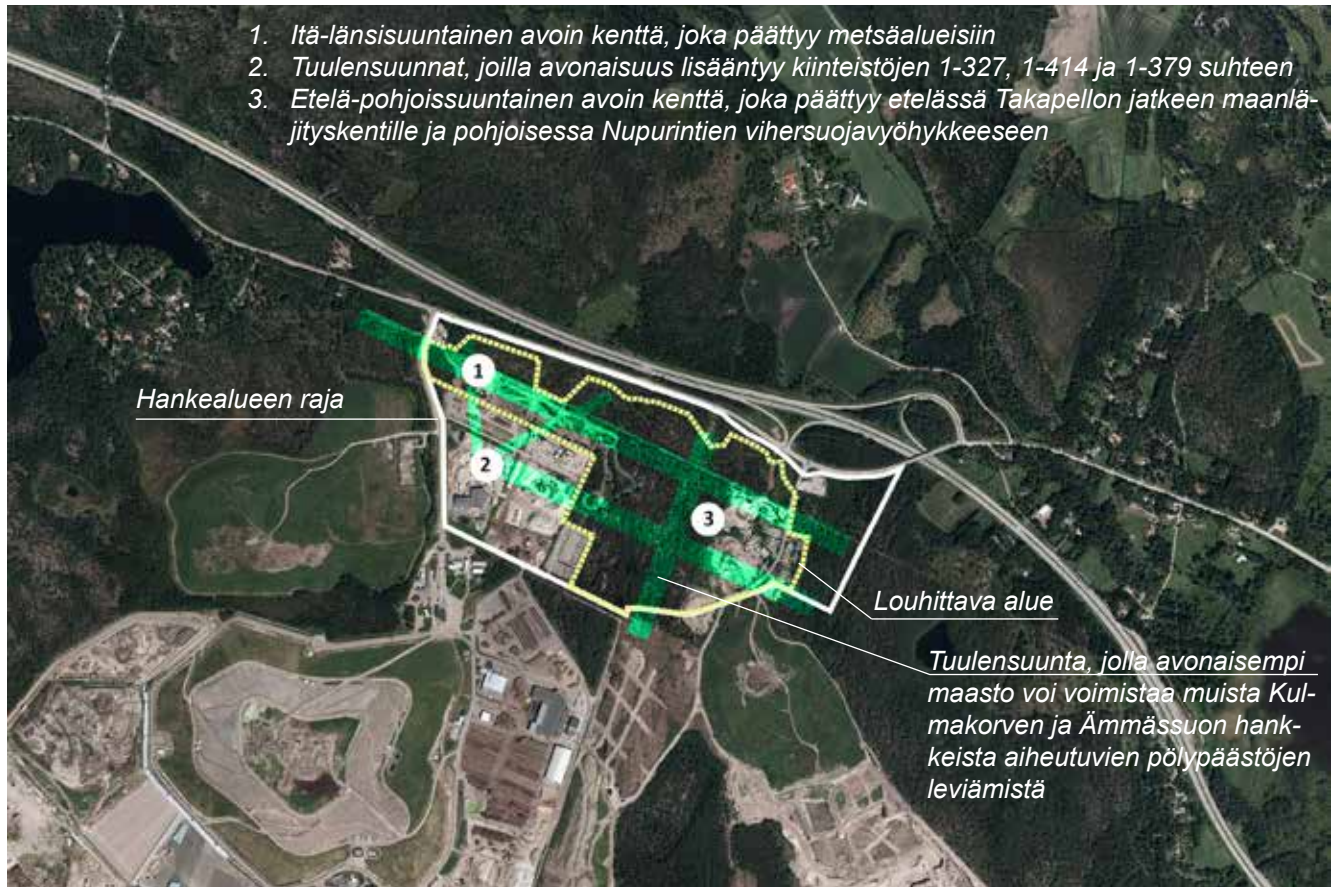 1. Itä-länsisuuntainen avoin kenttä, joka päättyy metsäalueisiin
2. Tuulensuunnat, joilla avonaisuus lisääntyy kiinteistöjen 1-327, 1-414 ja 1-379 suhteen
3. Etelä-pohjoissuuntainen avoin kenttä, joka päättyy etelässä Takapellon jatkeen maanlä-
jityskentille ja pohjoisessa Nupurintien vihersuojavyöhykkeeseen
1
Hankealueen raja
2
3
Louhittava alue
Tuulensuunta, jolla avonaisempi
maasto voi voimistaa muista Kul-
makorven ja Ämmässuon hank-
keista aiheutuvien pölypäästöjen
leviämistä